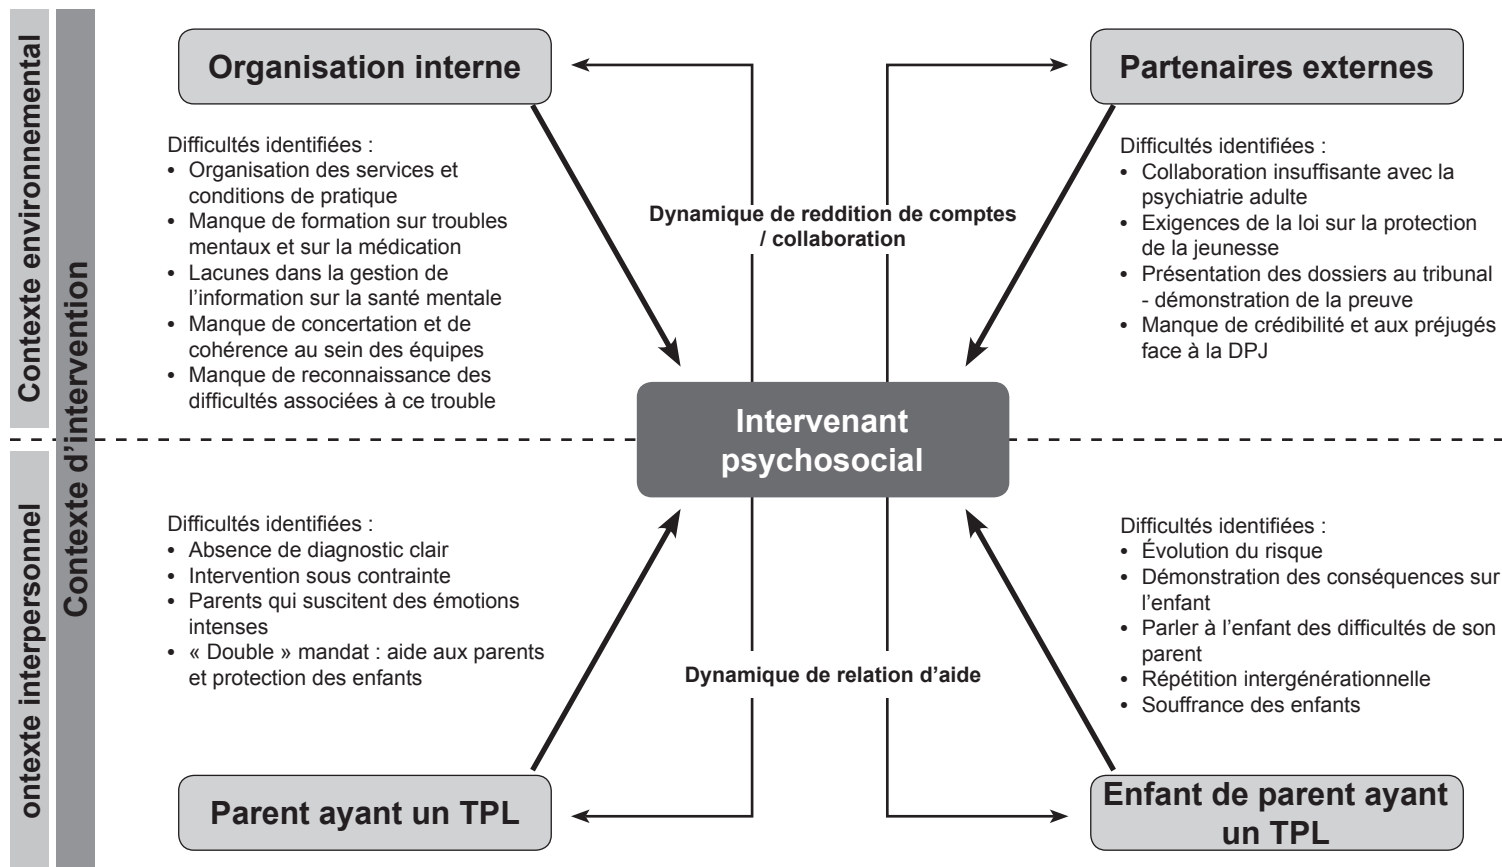 Contexte environnemental
Contexte d'intervention
ontexte interpersonnel
Organisation interne
Difficultés identifiées :
• Organisation des services et
conditions de pratique
• Manque de formation sur troubles
mentaux et sur la médication
• Lacunes dans la gestion de
l'information sur la santé mentale
• Manque de concertation et de
cohérence au sein des équipes
• Manque de reconnaissance des
difficultés associées à ce trouble
Dynamique de reddition de comptes
/ collaboration
Partenaires externes
Difficultés identifiées :
• Collaboration insuffisante avec la
psychiatrie adulte
• Exigences de la loi sur la protection
de la jeunesse
• Présentation des dossiers au tribunal
- démonstration de la preuve
• Manque de crédibilité et aux préjugés
face à la DPJ
Intervenant
psychosocial
Difficultés identifiées :
• Absence de diagnostic clair
• Intervention sous contrainte
• Parents qui suscitent des émotions
intenses
• « Double » mandat : aide aux parents
et protection des enfants
Parent ayant un TPL
Dynamique de relation d'aide
Difficultés identifiées :
• Évolution du risque
• Démonstration des conséquences sur
l'enfant
• Parler à l'enfant des difficultés de son
parent
• Répétition intergénérationnelle
• Souffrance des enfants
Enfant de parent ayant
un TPL